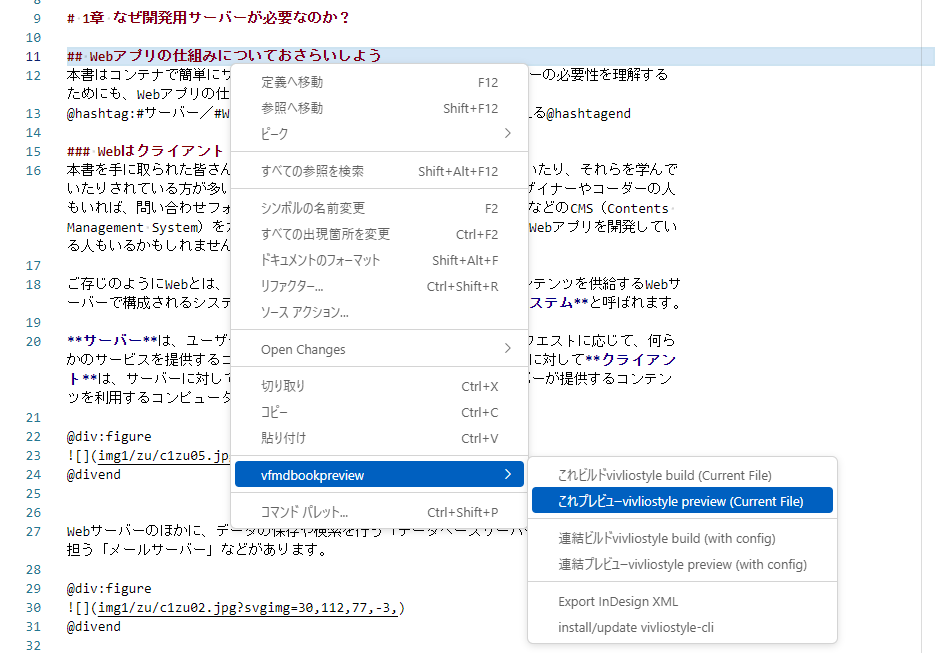 8
9 # 1章 なぜ開発用サーバーが必要なのか？
10
11 ## Webアプリの仕組みについておさらいしよう
12 本書はコンテナで簡単にサ
ーの必要性を理解する
ためにも、Webアプリの仕
13 @hashtag:#サーバー／#W
る@hashtagend
14
15 ### Webはクライアント
16 本書を手に取られた皆さん
いたり、それらを学んで
いたりされている方が多い
ザイナーやコーダーの人
もいれば、問い合わせフォ
などのCMS（Contents
Management System）をカ
Webアプリを開発してい
る人もいるかもしれません
17
18 ご存じのようにWebとは、
テンツを供給するWebサ
ーバーで構成されるシステ
ステム**と呼ばれます。
19
20 **サーバー**は、ユーザー
クエストに応じて、何ら
かのサービスを提供するコ
に対して**クライアン
ト**は、サーバーに対して
バーが提供するコンテン
ツを利用するコンピュータ
21
22 @div:figure
23 ![](img1/zu/c1zu05.jp
24 @divend
25
26
27 Webサーバーのほかに、データの保存や検索を行う「データベースサーバ
担う「メールサーバー」などがあります。
28
29 @div:figure
30 ![](img1/zu/c1zu02.jpg?svgimg=30,112,77,-3,)
31 @divend
32
定義へ移動 F12
参照へ移動 Shift+F12
ピーク
すべての参照を検索 Shift+Alt+F12
シンボルの名前変更 F2
すべての出現箇所を変更 Ctrl+F2
ドキュメントのフォーマット Shift+Alt+F
リファクター... Ctrl+Shift+R
ソース アクション...
Open Changes
切り取り Ctrl+X
コピー Ctrl+C
貼り付け Ctrl+V
vfmdbookpreview
コマンド パレット... Ctrl+Shift+P
これビルドvivliostyle build (Current File)
これプレビューvivliostyle preview (Current File)
連結ビルドvivliostyle build (with config)
連結プレビューvivliostyle preview (with config)
Export InDesign XML
install/update vivliostyle-cli